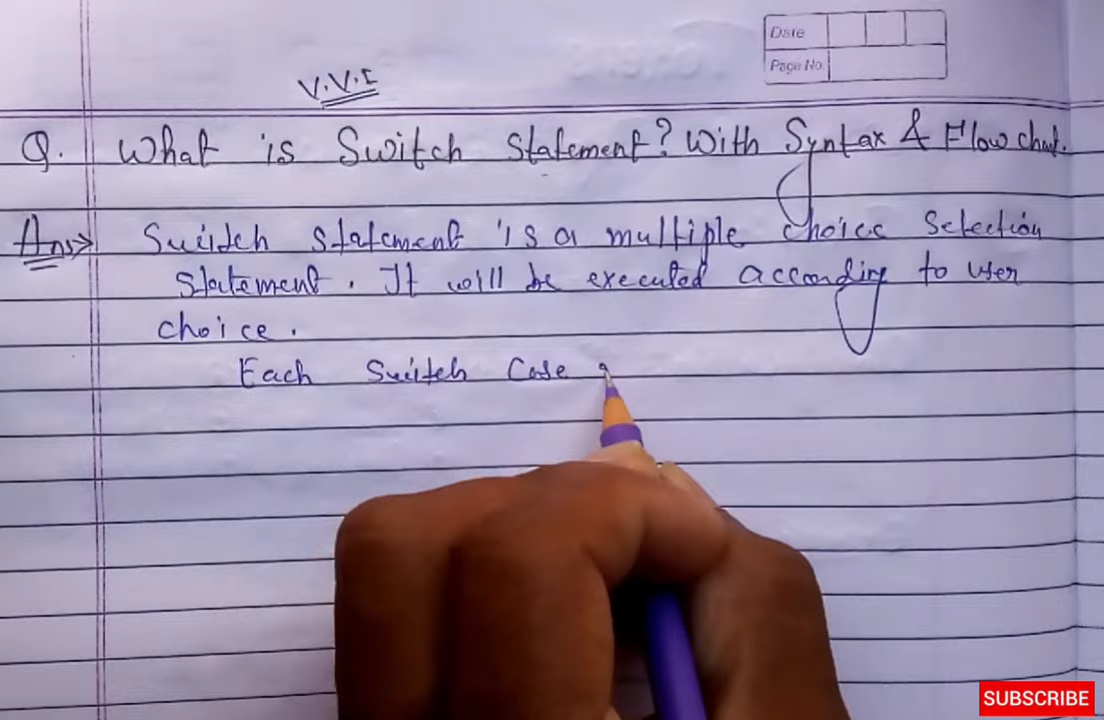 Date
Page No.
V.V.I
Q. What is Switch Statement? With Syntax & Flow chart.
Ans> Switch statement is a multiple choice Selection
statement. It will be executed according to user
choice.
Each Switch Case
SUBSCRIBE